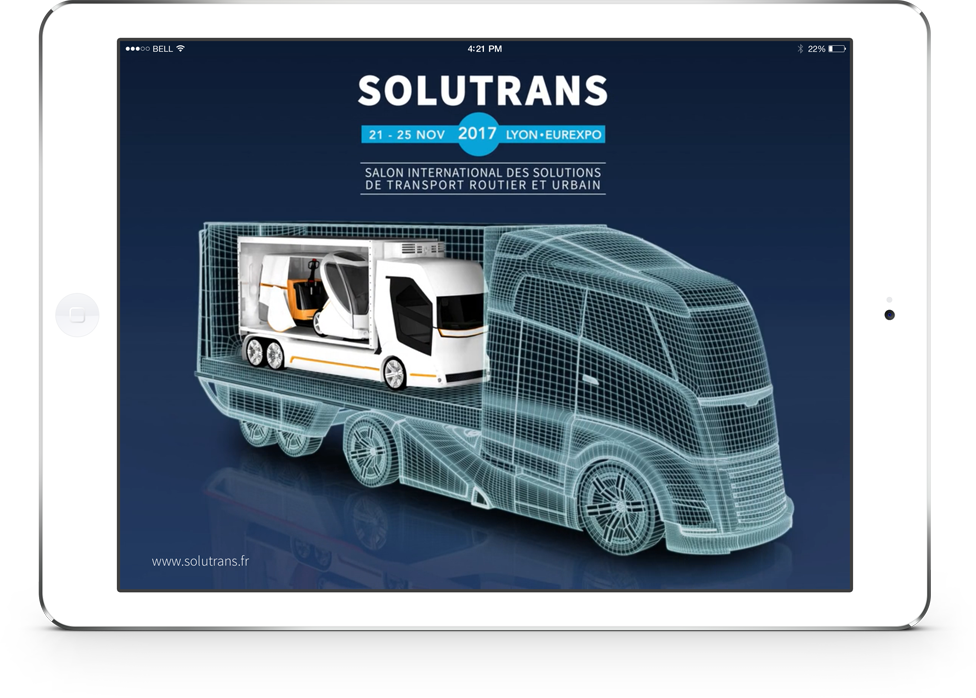 BELL
4:21 PM
22%
SOLUTRANS
21 - 25 NOV 2017 LYON•EUREXPO
SALON INTERNATIONAL DES SOLUTIONS
DE TRANSPORT ROUTIER ET URBAIN
www.solutrans.fr